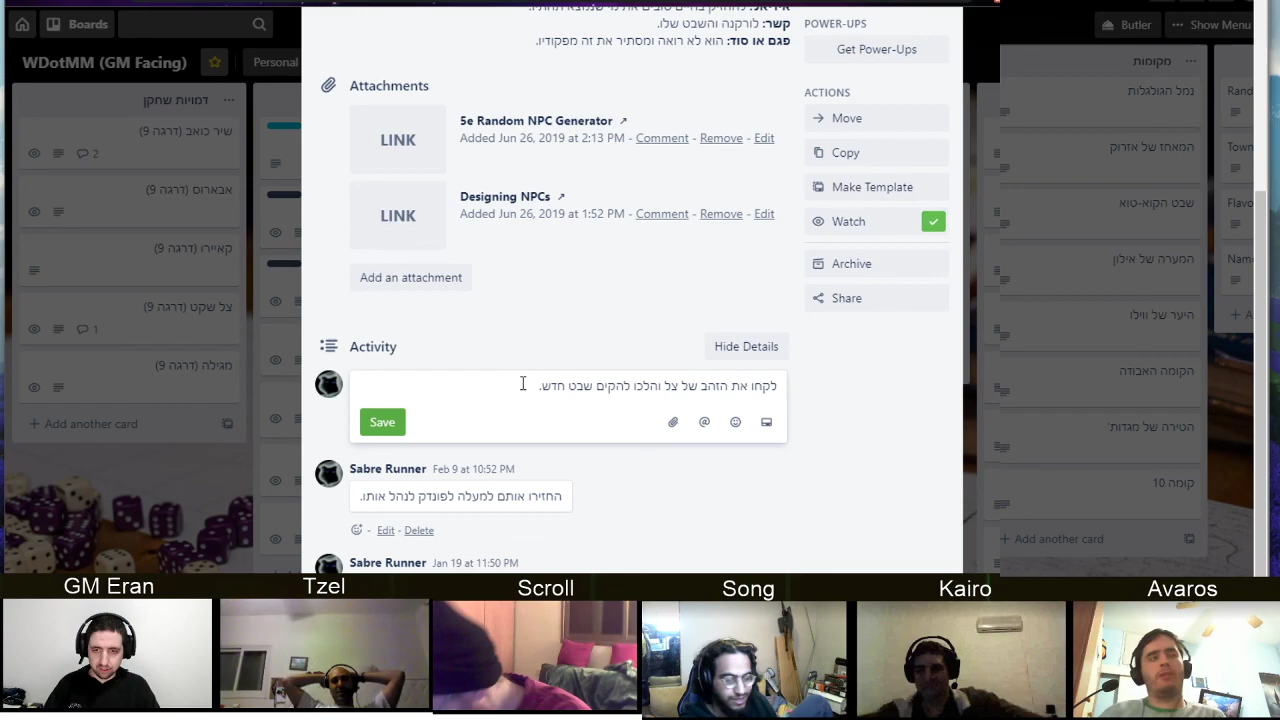 Boards
WDotMM (GM Facing)
Personal
Butler
Show Menu
דמויות שחקן
שיר כואב (דרגה 9)
2
אבארוס (דרגה 9)
קאיירו (דרגה 9)
צל שקט (דרגה 9)
1
מגילה (דרגה 9)
+ Add another card
קשר: לורקנה והשבט שלו.
פגם או סוד: הוא לא רואה ומסתיר את זה מפקודיו.
Attachments
LINK
5e Random NPC Generator ↗
Added Jun 26, 2019 at 2:13 PM - Comment - Remove - Edit
LINK
Designing NPCs ↗
Added Jun 26, 2019 at 1:52 PM - Comment - Remove - Edit
Add an attachment
Activity
Hide Details
לקחו את הזהב של צל והלכו להקים שבט חדש.
Save
Sabre Runner Feb 9 at 10:52 PM
החזירו אותם למעלה לפונדק לנהל אותו.
- Edit - Delete
Sabre Runner Jan 19 at 11:50 PM
POWER-UPS
Get Power-Ups
ACTIONS
Move
Copy
Make Template
Watch
Archive
Share
מקומות
נמל הגולגלות
המאחז של אזרוק
שבט הקואו-טוא
המערה של אילון
היער של ווילו
הקומה האבודה
הטירה של מגדות'
קומה 10
+ Add another card
Rand
Town
Flavo
Name
+ A
GM Eran
Tzel
Scroll
Song
Kairo
Avaros